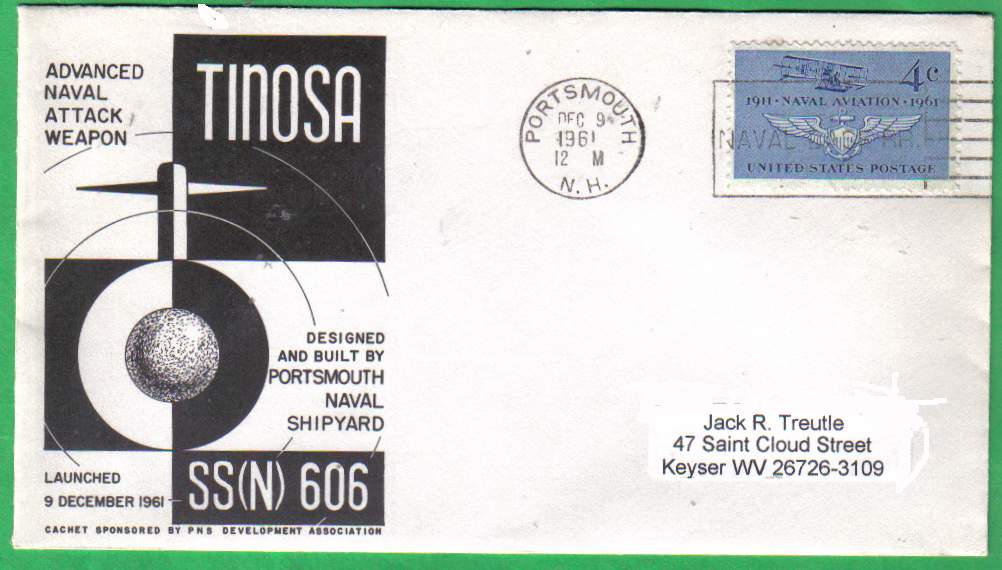 ADVANCED
NAVAL
ATTACK
WEAPON
TINOSA
DESIGNED
AND BUILT BY
PORTSMOUTH
NAVAL
SHIPYARD
LAUNCHED
9 DECEMBER 1961
SS(N) 606
CACHET SPONSORED BY PNS DEVELOPMENT ASSOCIATION
PORTSMOUTH
DEC 9
1961
12 M
N. H.
4c
1911 · NAVAL AVIATION · 1961
NAVAL
UNITED STATES POSTAGE
Jack R. Treutle
47 Saint Cloud Street
Keyser WV 26726-3109